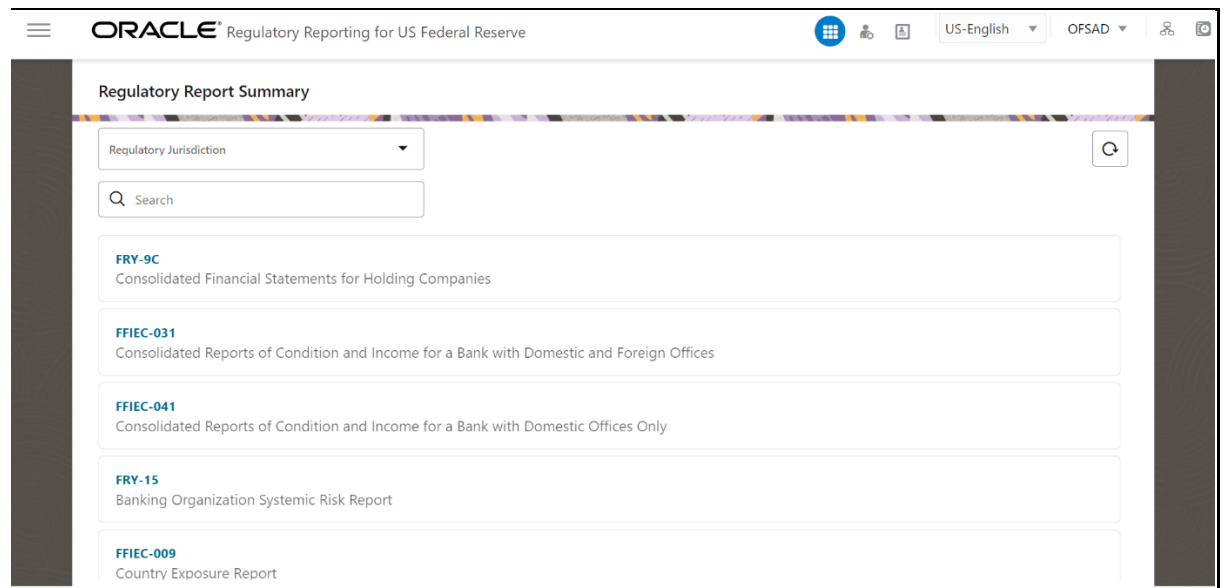 ORACLE® Regulatory Reporting for US Federal Reserve
US-English
OFSAD
Regulatory Report Summary
Regulatory Jurisdiction
Search
FRY-9C
Consolidated Financial Statements for Holding Companies
FFIEC-031
Consolidated Reports of Condition and Income for a Bank with Domestic and Foreign Offices
FFIEC-041
Consolidated Reports of Condition and Income for a Bank with Domestic Offices Only
FRY-15
Banking Organization Systemic Risk Report
FFIEC-009
Country Exposure Report